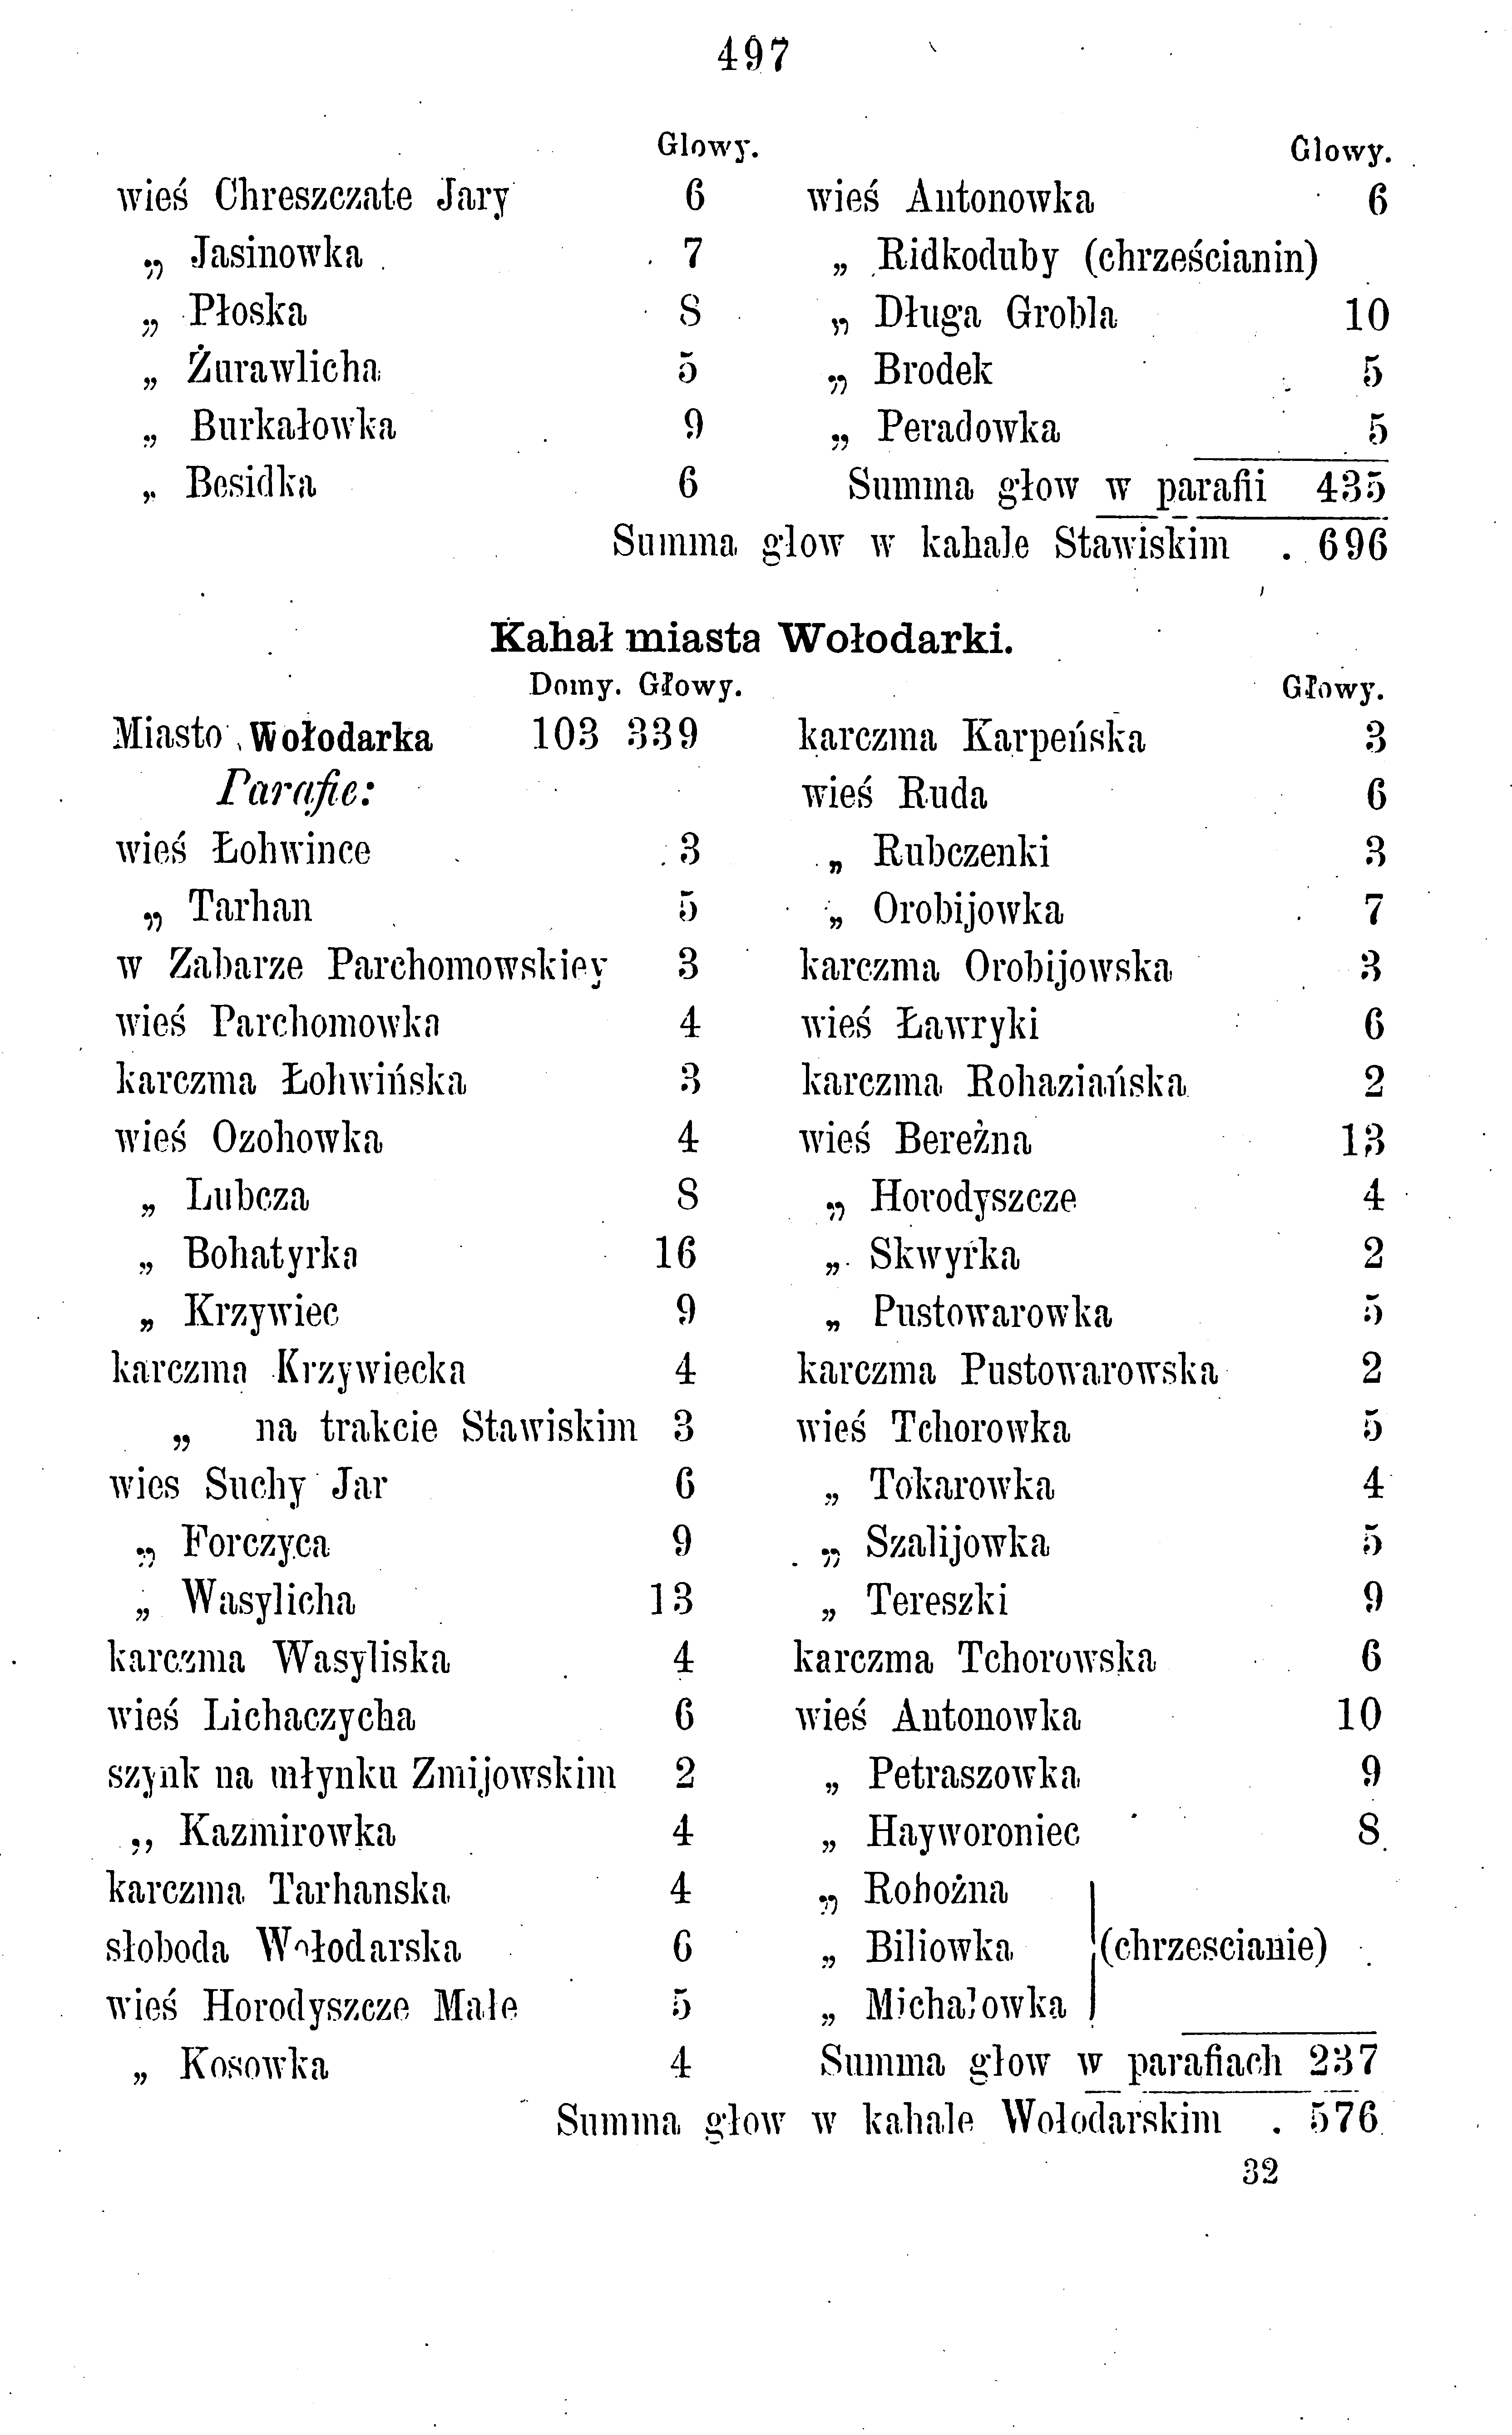 497
Glowy.
wieś Chreszczate Jary 6
„ Jasinowka 7
„ Płoska 8
„ Żurawlicha 5
„ Burkałowka 9
„ Besidka 6
Glowy.
wieś Antonowka 6
„ Ridkoduby (chrześcianin)
„ Długa Grobla 10
„ Brodek 5
„ Peradowka 5
Summa głow w parafii 435
Summa głow w kahale Stawiskim . 696
Kahał miasta Wołodarki.
Domy. Głowy.
Miasto Wołodarka 103 339
Parafie:
wieś Łohwince 3
„ Tarhan 5
w Zabarze Parchomowskiey 3
wieś Parchomowka 4
karczma Łohwińska 3
wieś Ozohowka 4
„ Lubcza 8
„ Bohatyrka 16
„ Krzywiec 9
karczma Krzywiecka 4
„ na trakcie Stawiskim 3
wies Suchy Jar 6
„ Forczyca 9
„ Wasylicha 13
karczma Wasyliska 4
wieś Lichaczycha 6
szynk na młynku Zmijowskim 2
„ Kazmirowka 4
karczma Tarhanska 4
słoboda Wołodarska 6
wieś Horodyszcze Małe 5
„ Kosowka 4
Głowy.
karczma Karpeńska 3
wieś Ruda 6
„ Rubczenki 3
„ Orobijowka 7
karczma Orobijowska 3
wieś Ławryki 6
karczma Rohaziańska 2
wieś Bereżna 13
„ Horodyszcze 4
„ Skwyrka 2
„ Pustowarowka 5
karczma Pustowarowska 2
wieś Tchorowka 5
„ Tokarowka 4
„ Szalijowka 5
„ Tereszki 9
karczma Tchorowska 6
wieś Antonowka 10
„ Petraszowka 9
„ Hayworoniec 8
„ Rohożna
„ Biliowka (chrzescianie)
„ Michałowka
Summa głow w parafiach 237
Summa głow w kahale Wołodarskim . 576
32